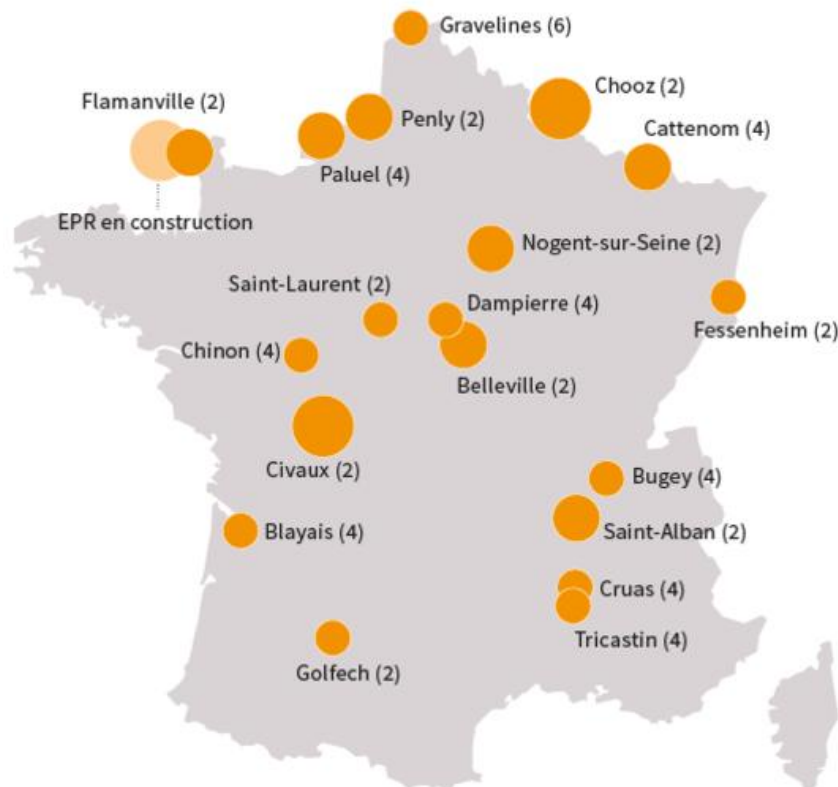 Gravelines (6)
Chooz (2)
Flamanville (2)
Penly (2)
Cattenom (4)
Paluel (4)
EPR en construction
Nogent-sur-Seine (2)
Saint-Laurent (2)
Dampierre (4)
Fessenheim (2)
Chinon (4)
Belleville (2)
Civaux (2)
Bugey (4)
Blayais (4)
Saint-Alban (2)
Cruas (4)
Tricastin (4)
Golfech (2)